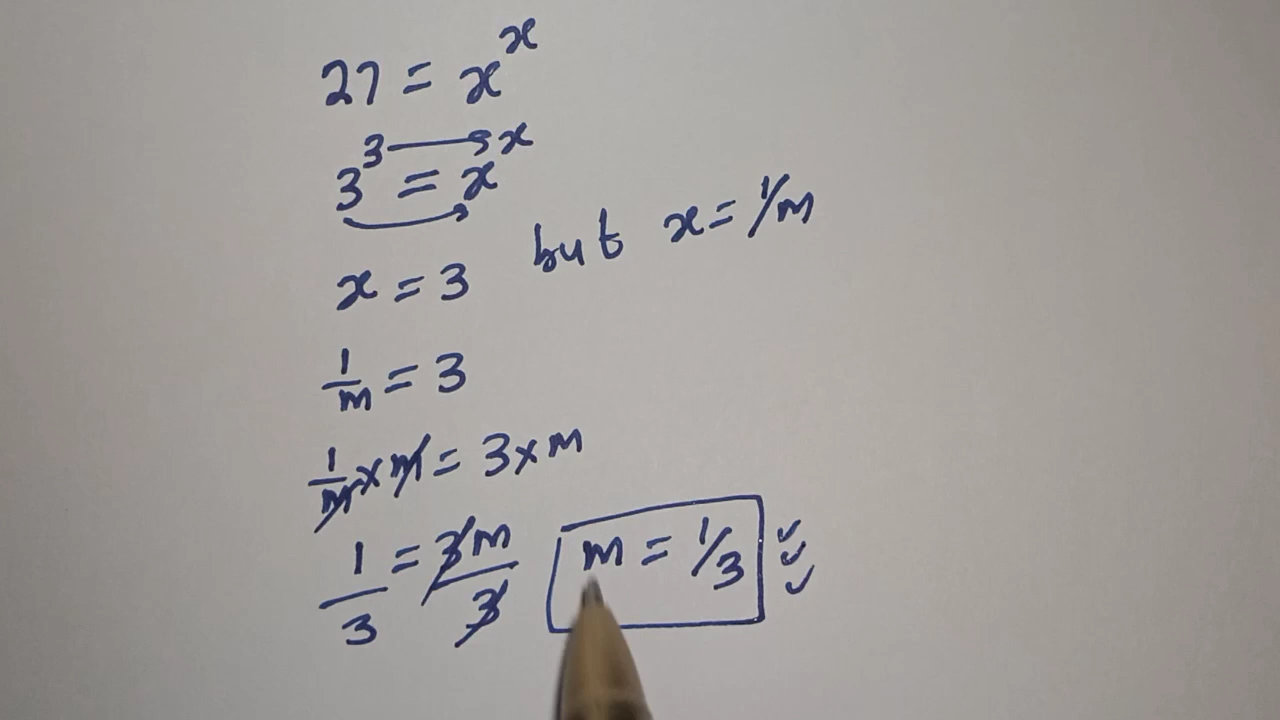 27 = x^x
3^3 = x^x
x = 3 but x = 1/m
1/m = 3
1/m × m = 3 × m
1/3 = 3m/3 m = 1/3 ✓✓✓